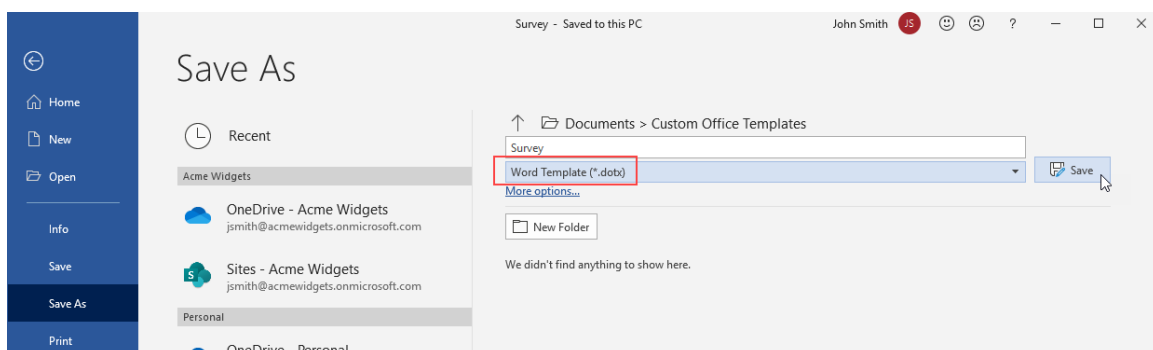 Survey - Saved to this PC
John Smith JS ?
Save As
Home
New
Open
Info
Save
Save As
Print
Recent
Acme Widgets
OneDrive - Acme Widgets
jsmith@acmewidgets.onmicrosoft.com
S
Sites - Acme Widgets
jsmith@acmewidgets.onmicrosoft.com
Personal
OneDrive - Personal
Documents > Custom Office Templates
Survey
Word Template (*.dotx)
Save
More options...
New Folder
We didn't find anything to show here.